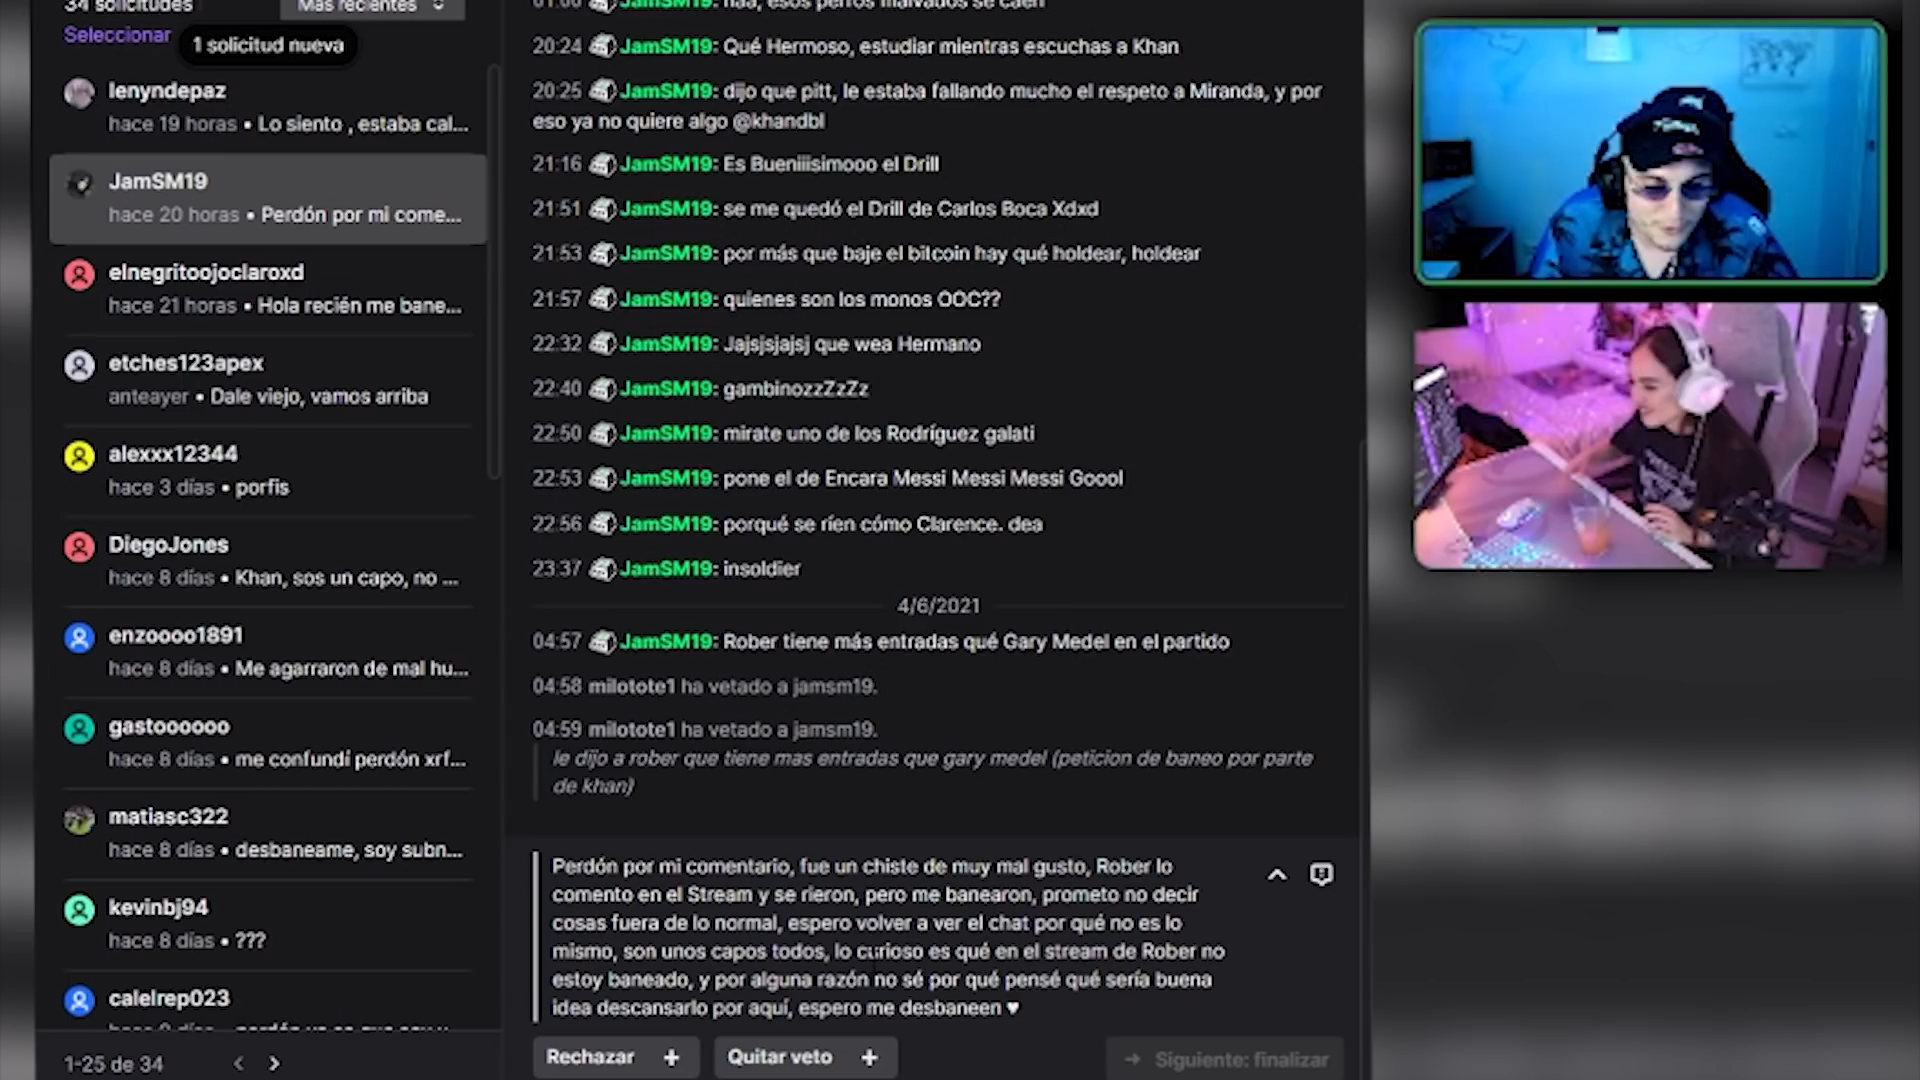 34 solicitudes
Más recientes
Seleccionar
1 solicitud nueva
lenyndepaz
hace 19 horas • Lo siento , estaba cal...
JamSM19
hace 20 horas • Perdón por mi come...
elnegritoojoclaroxd
hace 21 horas • Hola recién me bane...
etches123apex
anteayer • Dale viejo, vamos arriba
alexxx12344
hace 3 días • porfis
DiegoJones
hace 8 días • Khan, sos un capo, no ...
enzoooo1891
hace 8 días • Me agarraron de mal hu...
gastoooooo
hace 8 días • me confundí perdón xrf...
matiasc322
hace 8 días • desbaneame, soy subn...
kevinbj94
hace 8 días • ???
calelrep023
1-25 de 34
JamSM19: naa, esos perros malvados se caen
20:24 JamSM19: Qué Hermoso, estudiar mientras escuchas a Khan
20:25 JamSM19: dijo que pitt, le estaba fallando mucho el respeto a Miranda, y por
eso ya no quiere algo @khandbl
21:16 JamSM19: Es Bueniiisimooo el Drill
21:51 JamSM19: se me quedó el Drill de Carlos Boca Xdxd
21:53 JamSM19: por más que baje el bitcoin hay qué holdear, holdear
21:57 JamSM19: quienes son los monos OOC??
22:32 JamSM19: Jajsjsjajsj que wea Hermano
22:40 JamSM19: gambinozzZzZz
22:50 JamSM19: mirate uno de los Rodríguez galati
22:53 JamSM19: pone el de Encara Messi Messi Messi Goool
22:56 JamSM19: porqué se ríen cómo Clarence. dea
23:37 JamSM19: insoldier
4/6/2021
04:57 JamSM19: Rober tiene más entradas qué Gary Medel en el partido
04:58 milotote1 ha vetado a jamsm19.
04:59 milotote1 ha vetado a jamsm19.
le dijo a rober que tiene mas entradas que gary medel (peticion de baneo por parte
de khan)
Perdón por mi comentario, fue un chiste de muy mal gusto, Rober lo
comento en el Stream y se rieron, pero me banearon, prometo no decir
cosas fuera de lo normal, espero volver a ver el chat por qué no es lo
mismo, son unos capos todos, lo curioso es qué en el stream de Rober no
estoy baneado, y por alguna razón no sé por qué pensé qué sería buena
idea descansarlo por aquí, espero me desbaneen ♥
Rechazar +
Quitar veto +
→ Siguiente: finalizar